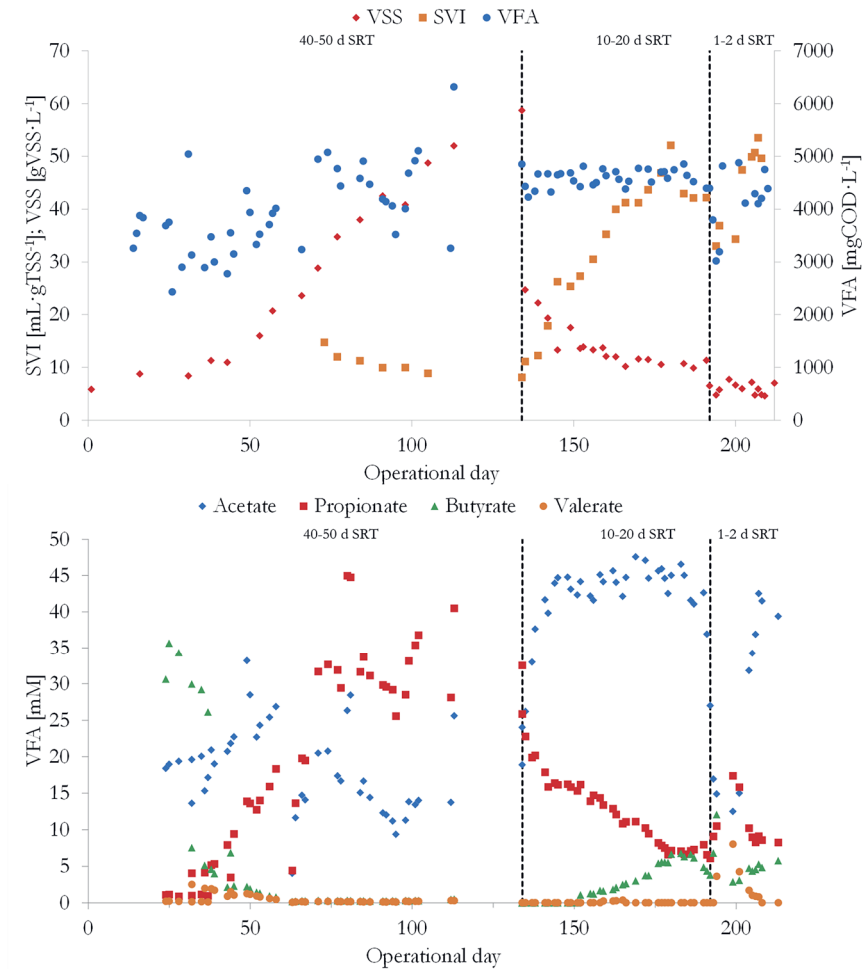 VSS SVI VFA
40-50 d SRT 10-20 d SRT 1-2 d SRT
SVI [mL·gTSS⁻¹]; VSS [gVSS·L⁻¹]
70
60
50
40
30
20
10
0
7000
6000
5000
4000
3000
2000
1000
0
VFA [mgCOD·L⁻¹]
0 50 100 150 200
Operational day
Acetate Propionate Butyrate Valerate
40-50 d SRT 10-20 d SRT 1-2 d SRT
VFA [mM]
50
45
40
35
30
25
20
15
10
5
0
0 50 100 150 200
Operational day